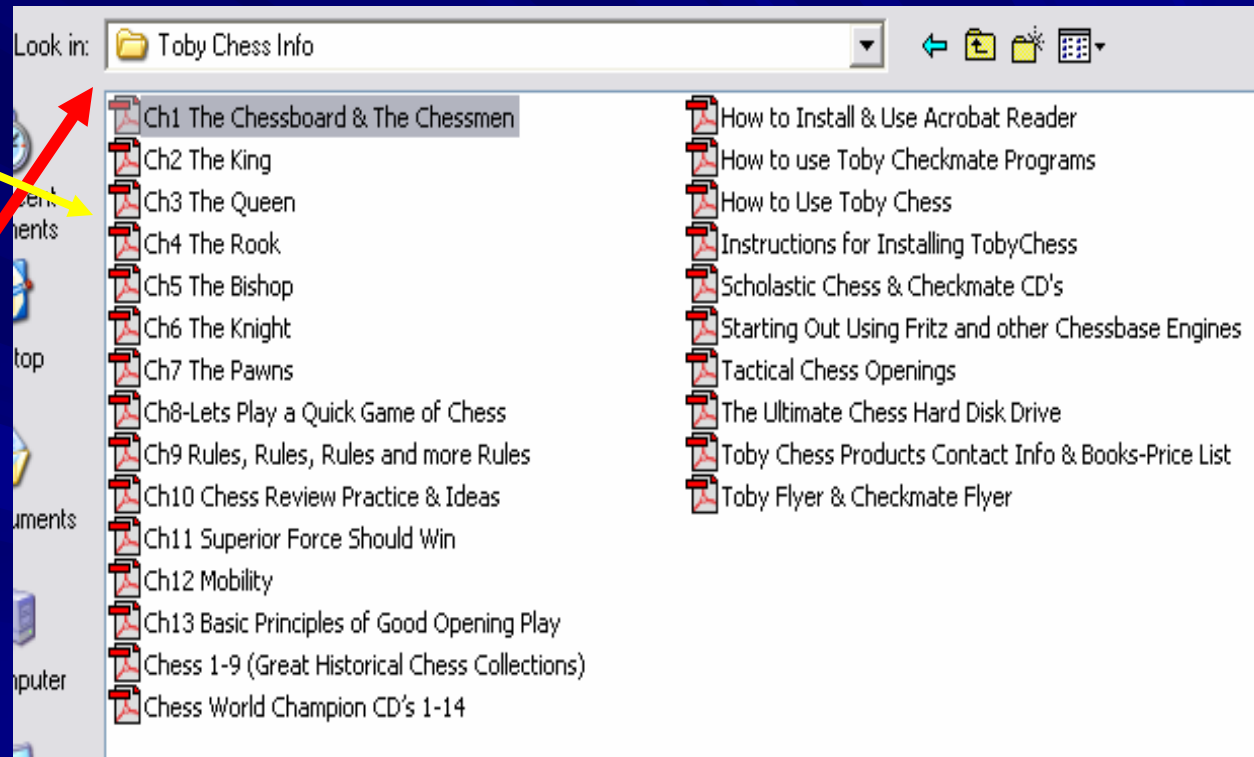 Look in: Toby Chess Info
Ch1 The Chessboard & The Chessmen
Ch2 The King
Ch3 The Queen
Ch4 The Rook
Ch5 The Bishop
Ch6 The Knight
Ch7 The Pawns
Ch8-Lets Play a Quick Game of Chess
Ch9 Rules, Rules, Rules and more Rules
Ch10 Chess Review Practice & Ideas
Ch11 Superior Force Should Win
Ch12 Mobility
Ch13 Basic Principles of Good Opening Play
Chess 1-9 (Great Historical Chess Collections)
Chess World Champion CD's 1-14
How to Install & Use Acrobat Reader
How to use Toby Checkmate Programs
How to Use Toby Chess
Instructions for Installing TobyChess
Scholastic Chess & Checkmate CD's
Starting Out Using Fritz and other Chessbase Engines
Tactical Chess Openings
The Ultimate Chess Hard Disk Drive
Toby Chess Products Contact Info & Books-Price List
Toby Flyer & Checkmate Flyer